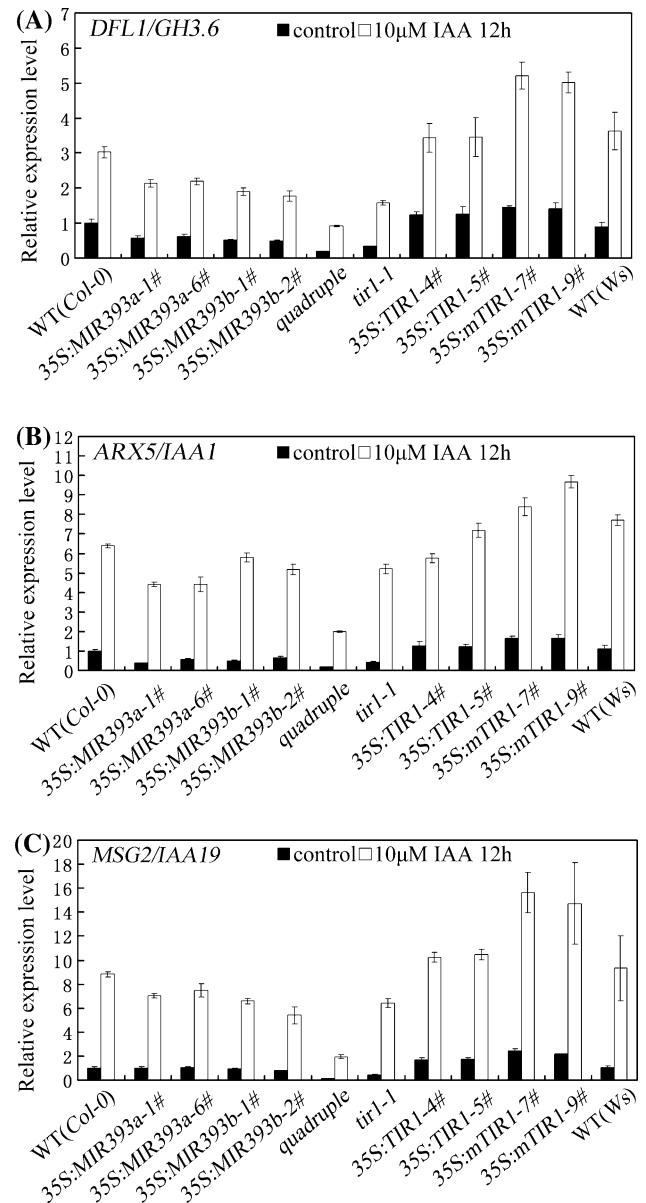 (A)
DFL1/GH3.6
control 10μM IAA 12h
Relative expression level
7
6
5
4
3
2
1
0
WT(Col-0)
35S:MIR393a-1#
35S:MIR393a-6#
35S:MIR393b-1#
35S:MIR393b-2#
quadruple
tir1-1
35S:TIR1-4#
35S:TIR1-5#
35S:mTIR1-7#
35S:mTIR1-9#
WT(Ws)
(B)
ARX5/IAA1
control 10μM IAA 12h
Relative expression level
12
11
10
9
8
7
6
5
4
3
2
1
0
WT(Col-0)
35S:MIR393a-1#
35S:MIR393a-6#
35S:MIR393b-1#
35S:MIR393b-2#
quadruple
tir1-1
35S:TIR1-4#
35S:TIR1-5#
35S:mTIR1-7#
35S:mTIR1-9#
WT(Ws)
(C)
MSG2/IAA19
control 10μM IAA 12h
Relative expression level
20
18
16
14
12
10
8
6
4
2
0
WT(Col-0)
35S:MIR393a-1#
35S:MIR393a-6#
35S:MIR393b-1#
35S:MIR393b-2#
quadruple
tir1-1
35S:TIR1-4#
35S:TIR1-5#
35S:mTIR1-7#
35S:mTIR1-9#
WT(Ws)